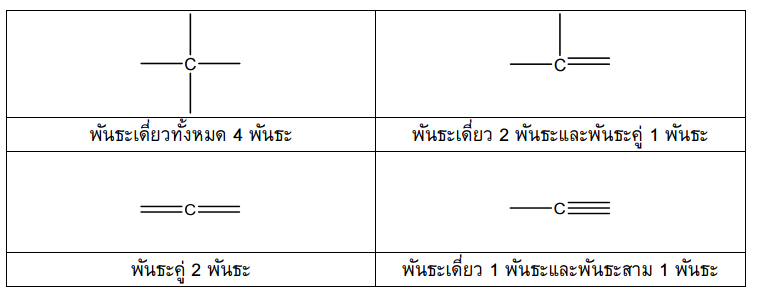 C
C
พันธะเดี่ยวทั้งหมด 4 พันธะ
พันธะเดี่ยว 2 พันธะและพันธะคู่ 1 พันธะ
C
C
พันธะคู่ 2 พันธะ
พันธะเดี่ยว 1 พันธะและพันธะสาม 1 พันธะ